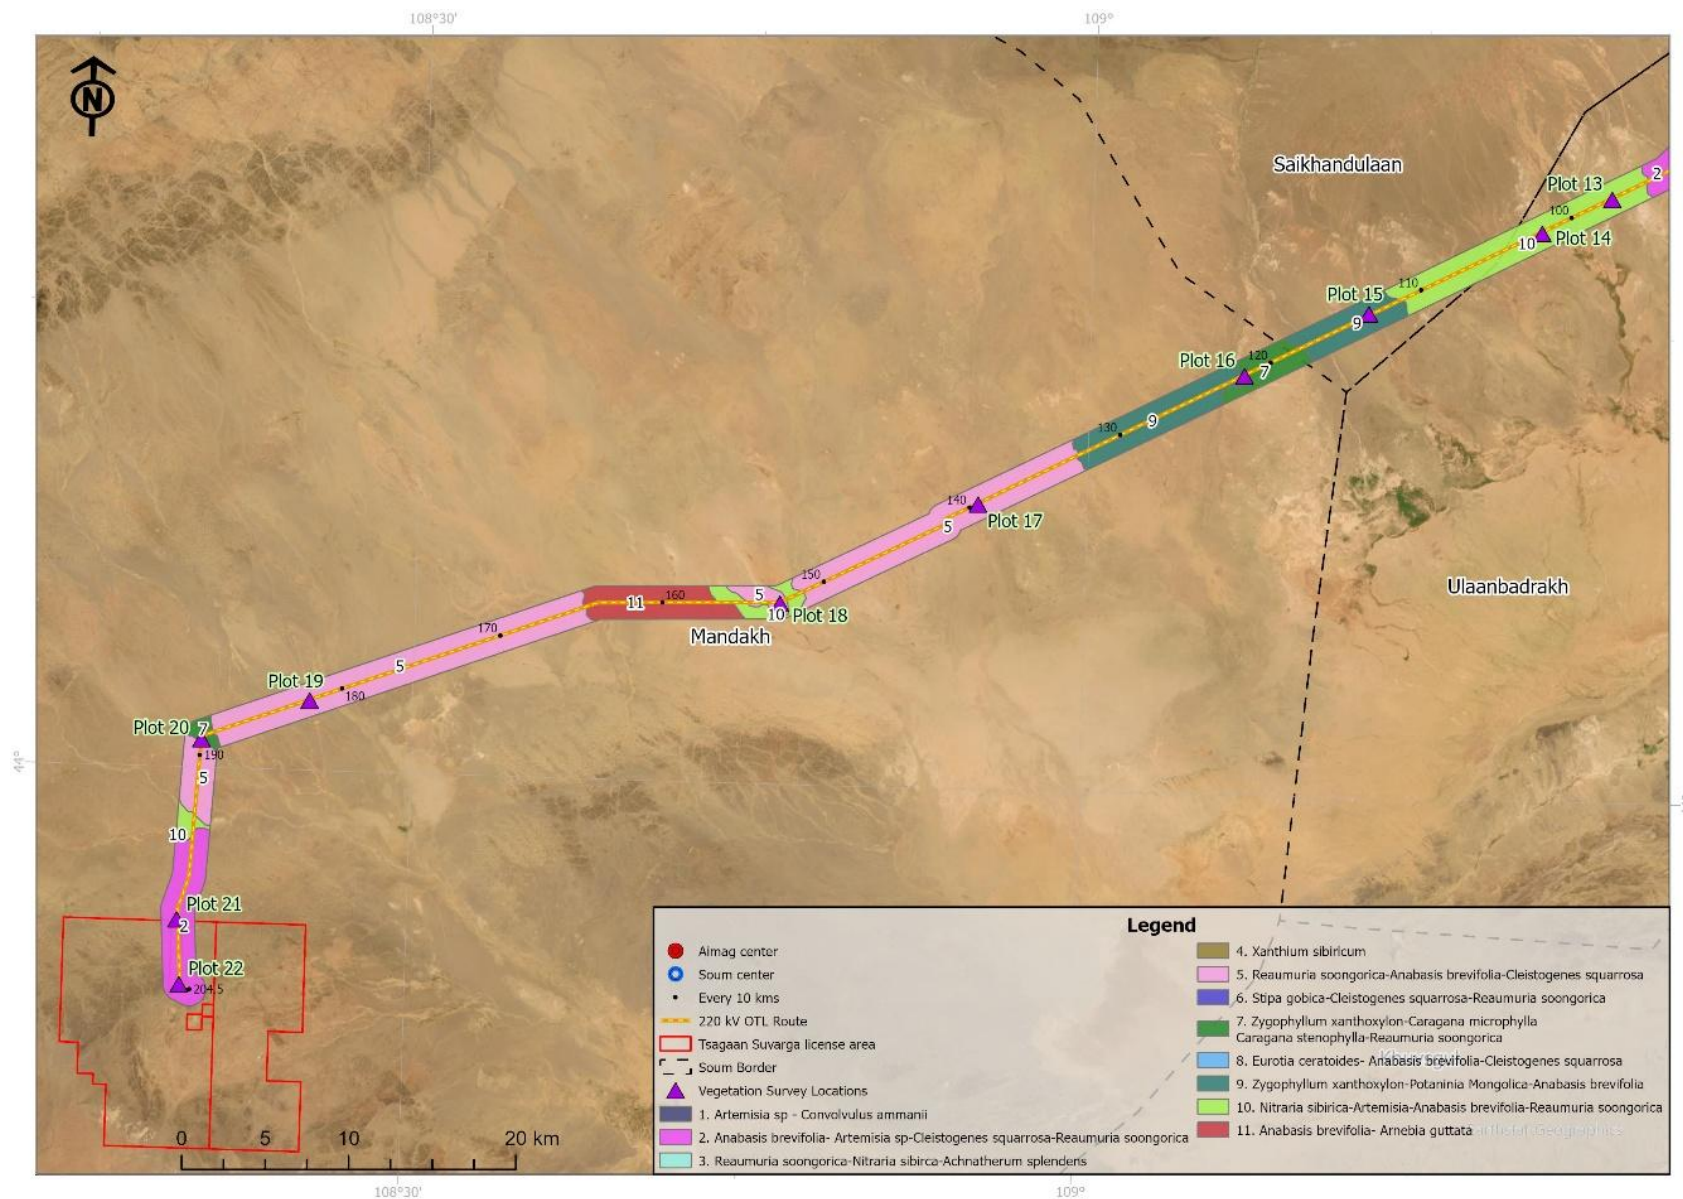 108°30'
109°
N
Saikhandulaan
Plot 13
2
100
10
Plot 14
110
Plot 15
9
Plot 16
120
7
130
9
140
5
Plot 17
150
Ulaanbadrakh
5
160
11
10
Plot 18
Mandakh
170
5
Plot 19
180
Plot 20
7
190
44°
5
10
Plot 21
2
Plot 22
204.5
Legend
Aimag center
Soum center
Every 10 kms
220 kV OTL Route
Tsagaan Suvarga license area
Soum Border
Vegetation Survey Locations
1. Artemisia sp - Convolvulus ammanii
2. Anabasis brevifolia- Artemisia sp-Cleistogenes squarrosa-Reaumuria soongorica
3. Reaumuria soongorica-Nitraria sibirca-Achnatherum splendens
4. Xanthium sibiricum
5. Reaumuria soongorica-Anabasis brevifolia-Cleistogenes squarrosa
6. Stipa gobica-Cleistogenes squarrosa-Reaumuria soongorica
7. Zygophyllum xanthoxylon-Caragana microphylla
Caragana stenophylla-Reaumuria soongorica
8. Eurotia ceratoides- Anabasis brevifolia-Cleistogenes squarrosa
9. Zygophyllum xanthoxylon-Potaninia Mongolica-Anabasis brevifolia
10. Nitraria sibirica-Artemisia-Anabasis brevifolia-Reaumuria soongorica
11. Anabasis brevifolia- Arnebia guttata
0 5 10 20 km
108°30'
109°